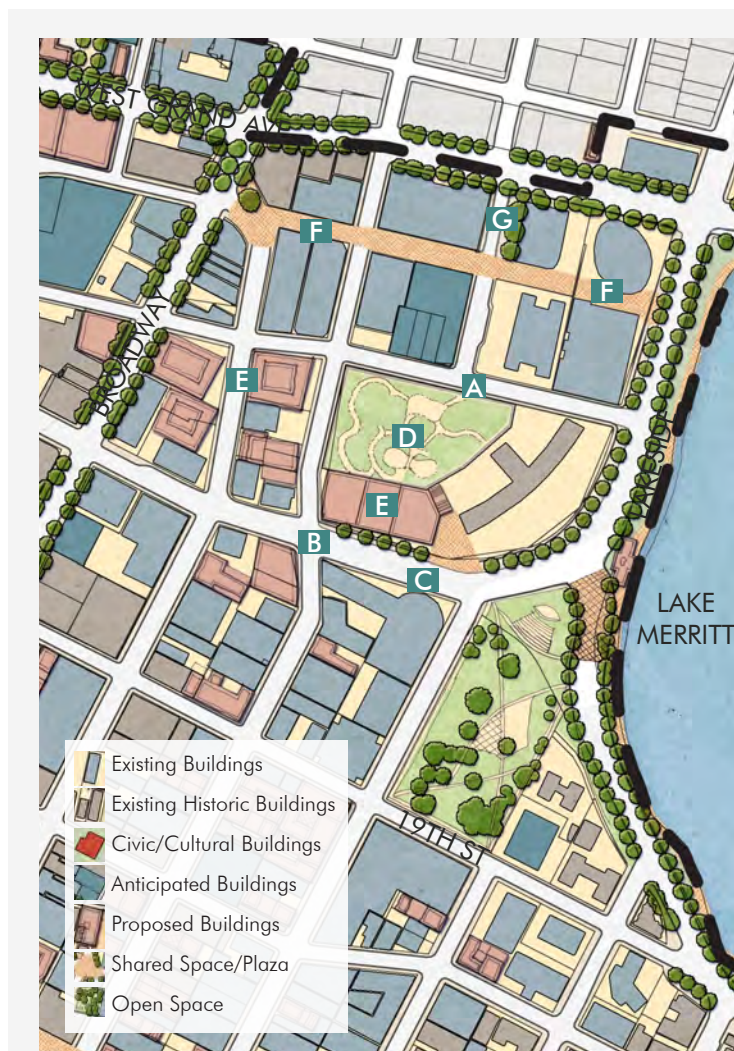 WEST GRAND AVE
F
G
F
BROADWAY
E
A
D
LAKESIDE
E
B
C
LAKE
MERRITT
19TH ST
Existing Buildings
Existing Historic Buildings
Civic/Cultural Buildings
Anticipated Buildings
Proposed Buildings
Shared Space/Plaza
Open Space